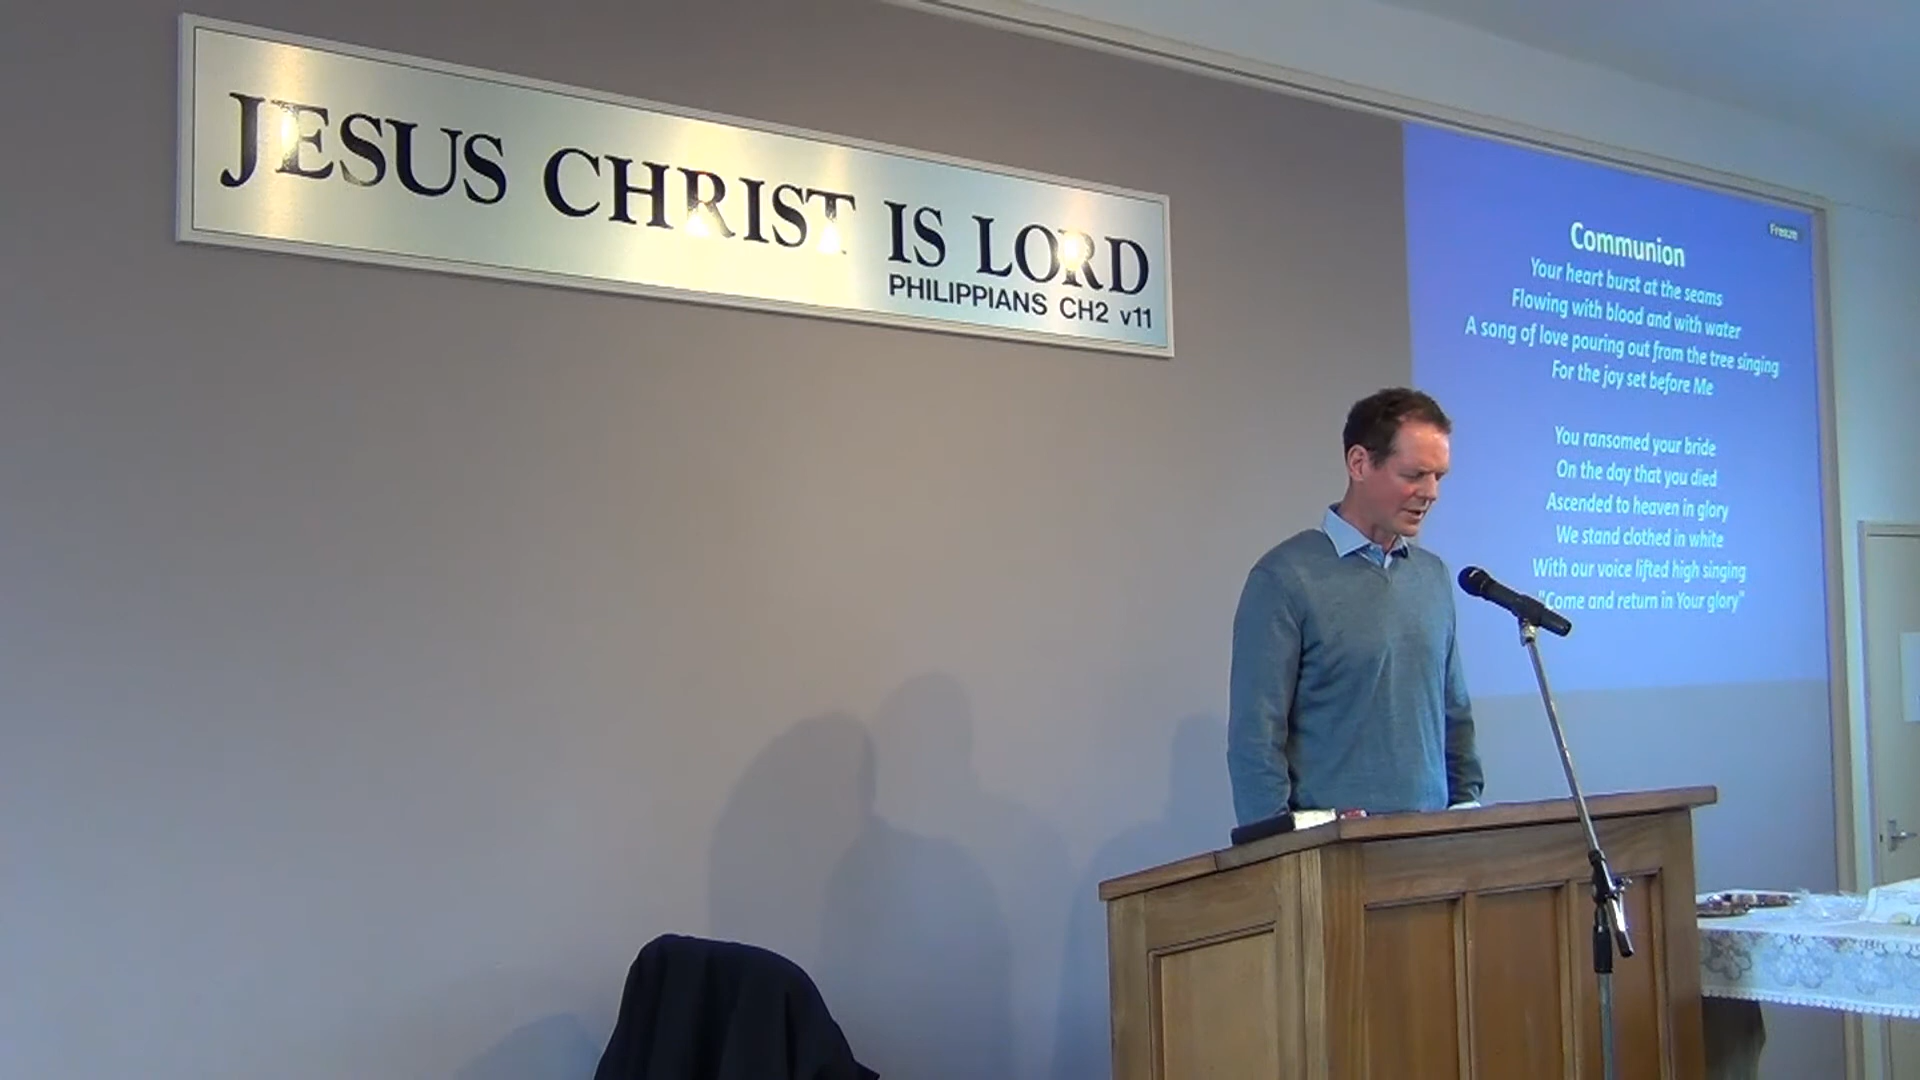 JESUS CHRIST IS LORD
PHILIPPIANS CH2 v11
Freeze
Communion
Your heart burst at the seams
Flowing with blood and with water
A song of love pouring out from the tree singing
For the joy set before Me
You ransomed your bride
On the day that you died
Ascended to heaven in glory
We stand clothed in white
With our voice lifted high singing
"Come and return in Your glory"